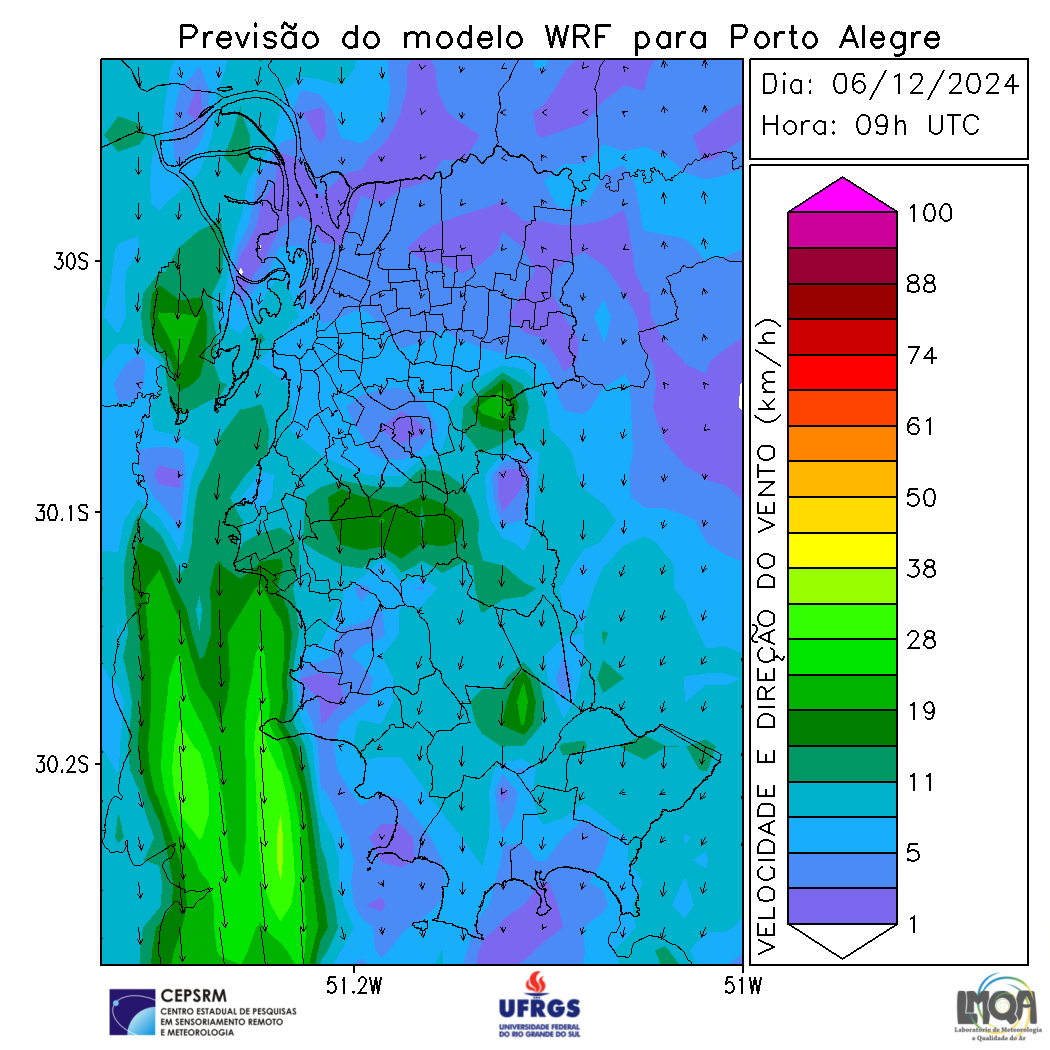 Previsão do modelo WRF para Porto Alegre
Dia: 06/12/2024
Hora: 09h UTC
30S
30.1S
30.2S
51.2W
51W
VELOCIDADE E DIREÇÃO DO VENTO (km/h)
100
88
74
61
50
38
28
19
11
5
1
CEPSRM
CENTRO ESTADUAL DE PESQUISAS
EM SENSORIAMENTO REMOTO
E METEOROLOGIA
UFRGS
UNIVERSIDADE FEDERAL
DO RIO GRANDE DO SUL
LMQA
Laboratório de Meteorologia
e Qualidade do Ar